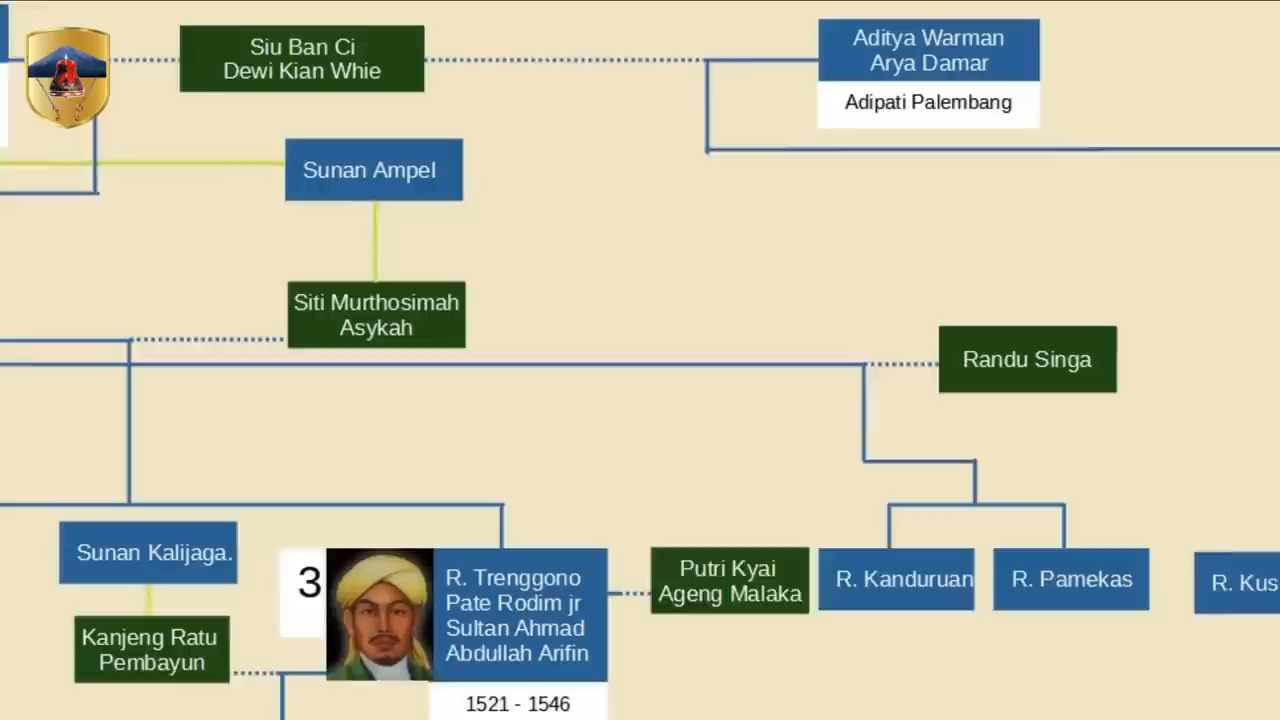 Siu Ban Ci
Dewi Kian Whie
Aditya Warman
Arya Damar
Adipati Palembang
Sunan Ampel
Siti Murthosimah
Asykah
Randu Singa
Sunan Kalijaga.
Kanjeng Ratu
Pembayun
3
R. Trenggono
Pate Rodim jr
Sultan Ahmad
Abdullah Arifin
1521 - 1546
Putri Kyai
Ageng Malaka
R. Kanduruan
R. Pamekas
R. Kus